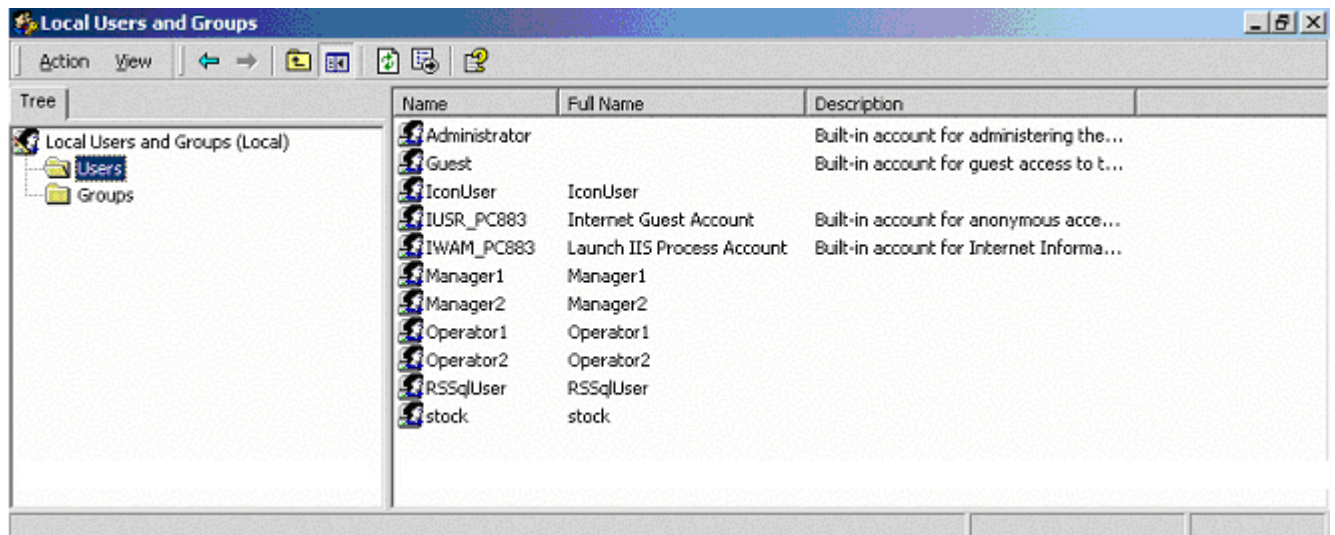 Local Users and Groups
Action View
Tree
Local Users and Groups (Local)
Users
Groups
Name Full Name Description
Administrator Built-in account for administering the...
Guest Built-in account for guest access to t...
IconUser IconUser
IUSR_PC883 Internet Guest Account Built-in account for anonymous acce...
IWAM_PC883 Launch IIS Process Account Built-in account for Internet Informa...
Manager1 Manager1
Manager2 Manager2
Operator1 Operator1
Operator2 Operator2
RSSqlUser RSSqlUser
stock stock